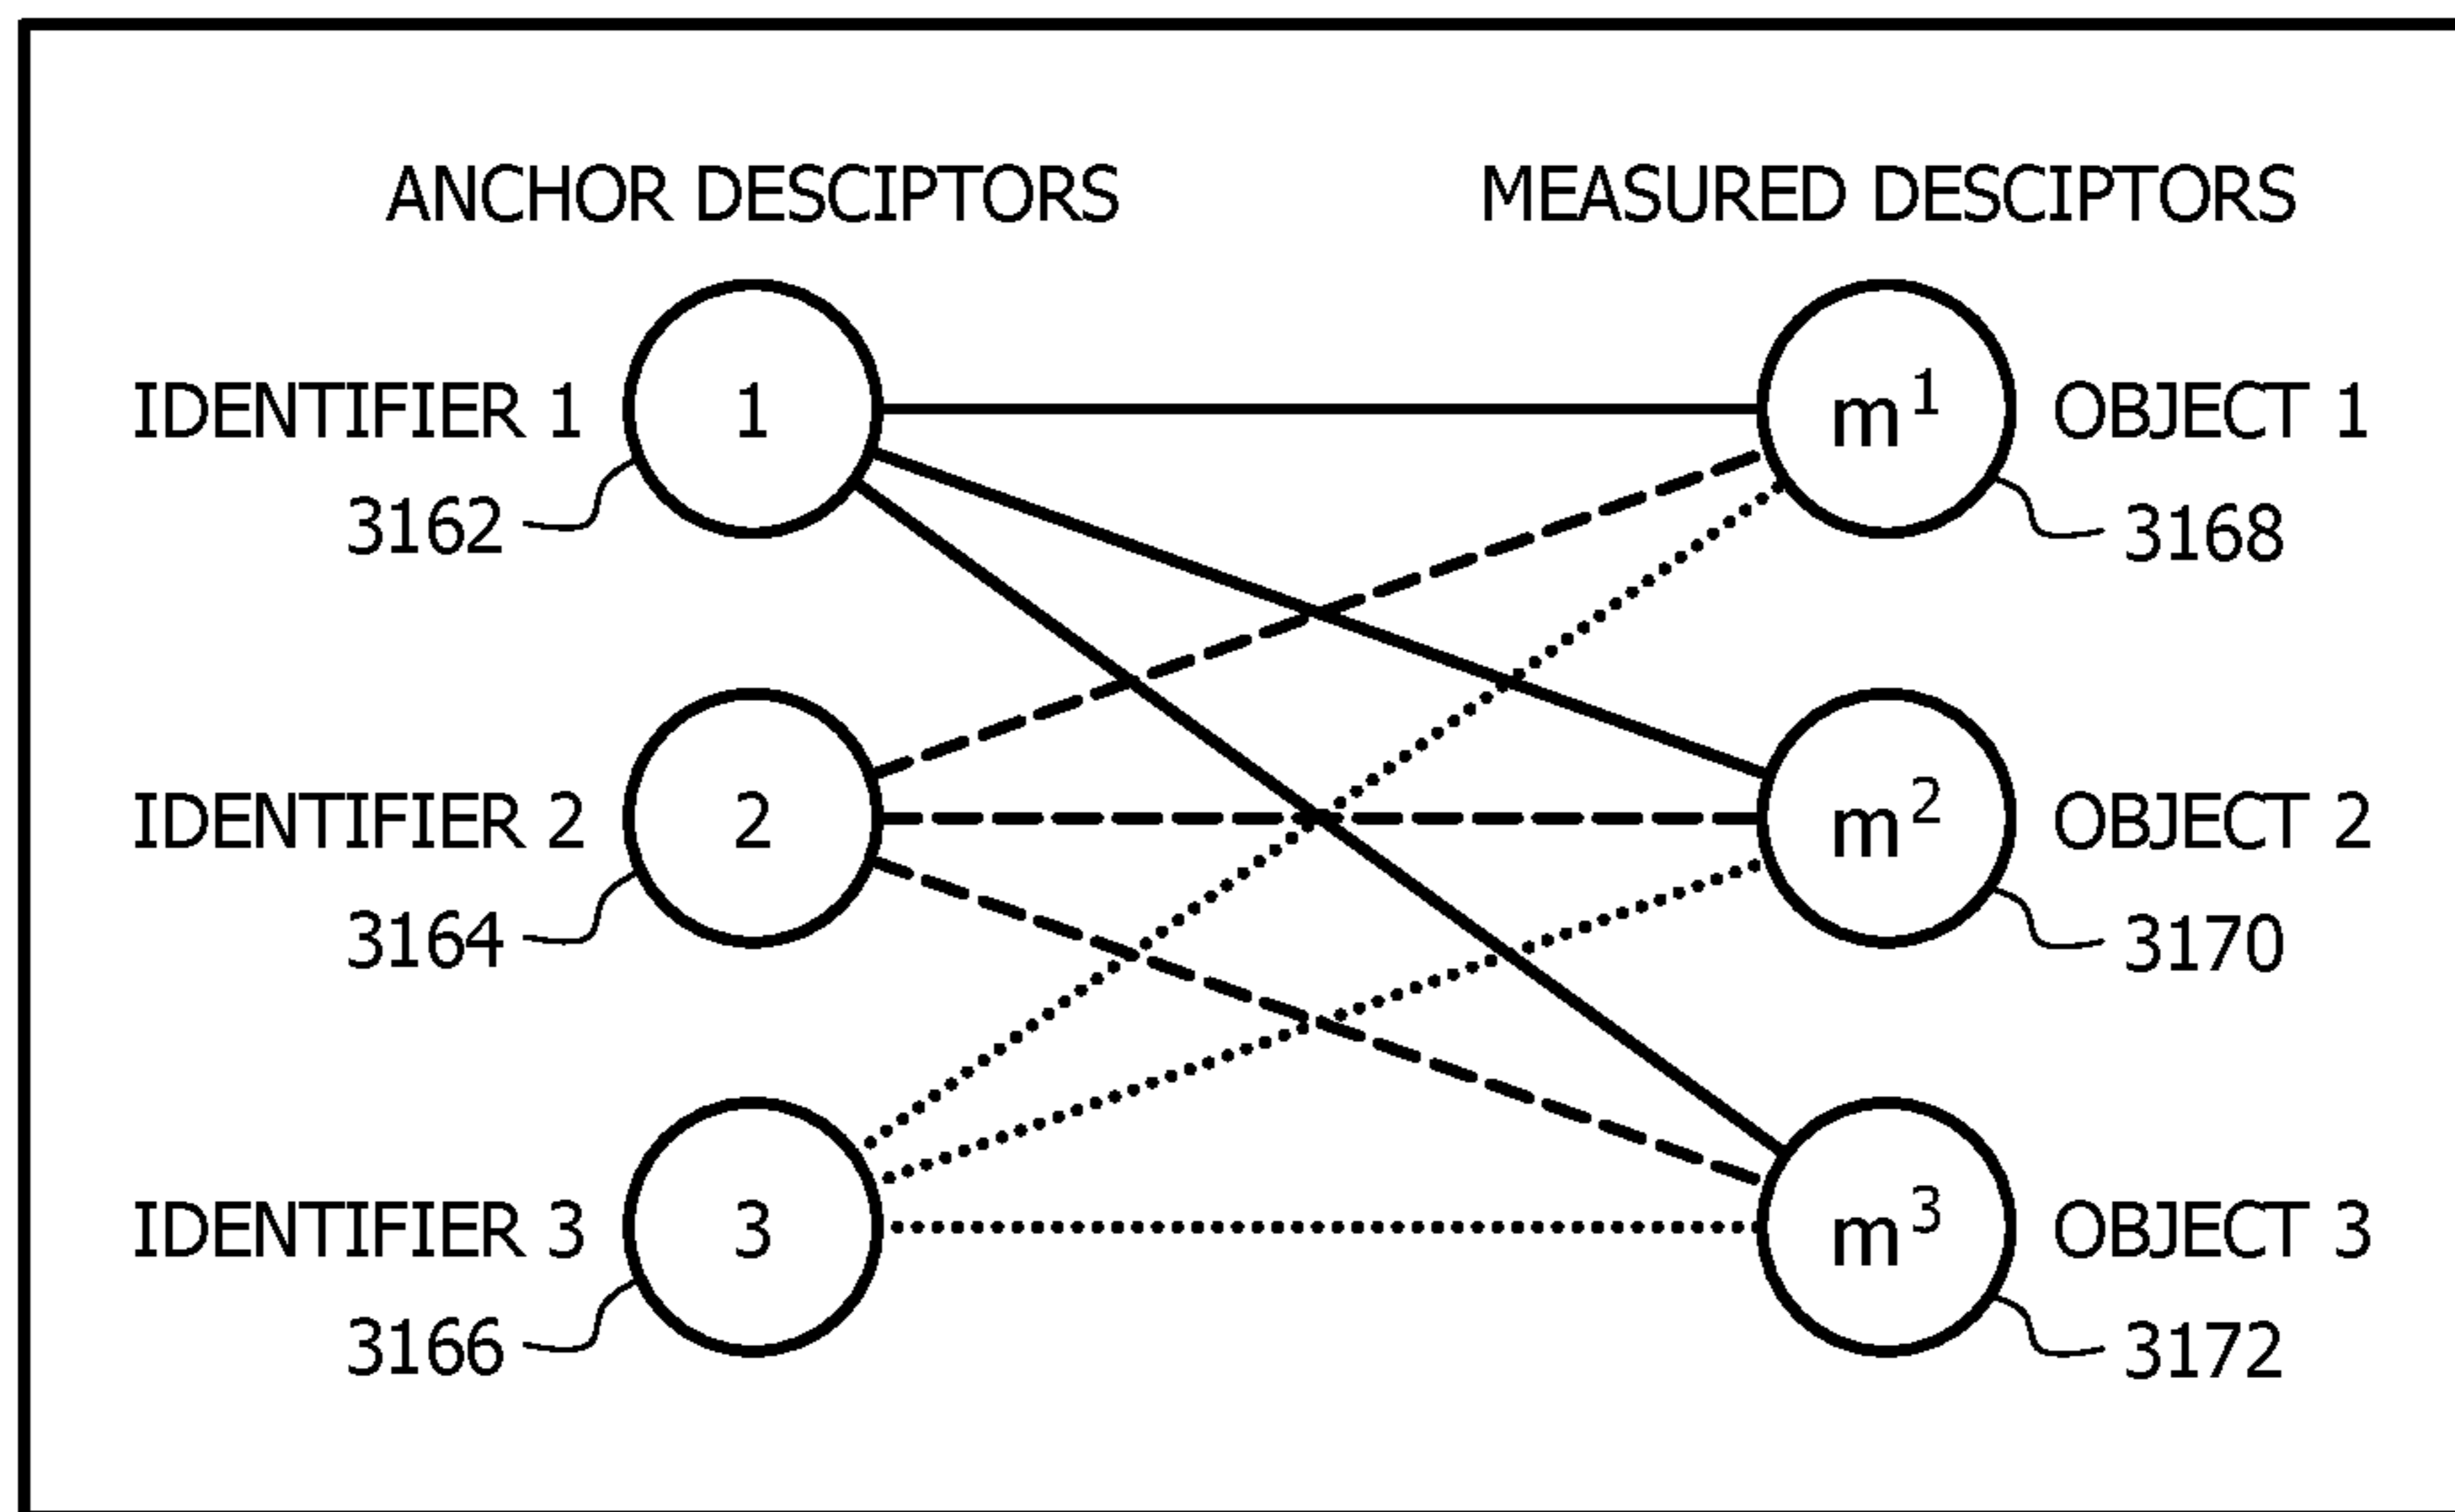 ANCHOR DESCIPTORS MEASURED DESCIPTORS
IDENTIFIER 1 1 m¹ OBJECT 1
3162 3168
IDENTIFIER 2 2 m² OBJECT 2
3164 3170
IDENTIFIER 3 3 m³ OBJECT 3
3166 3172